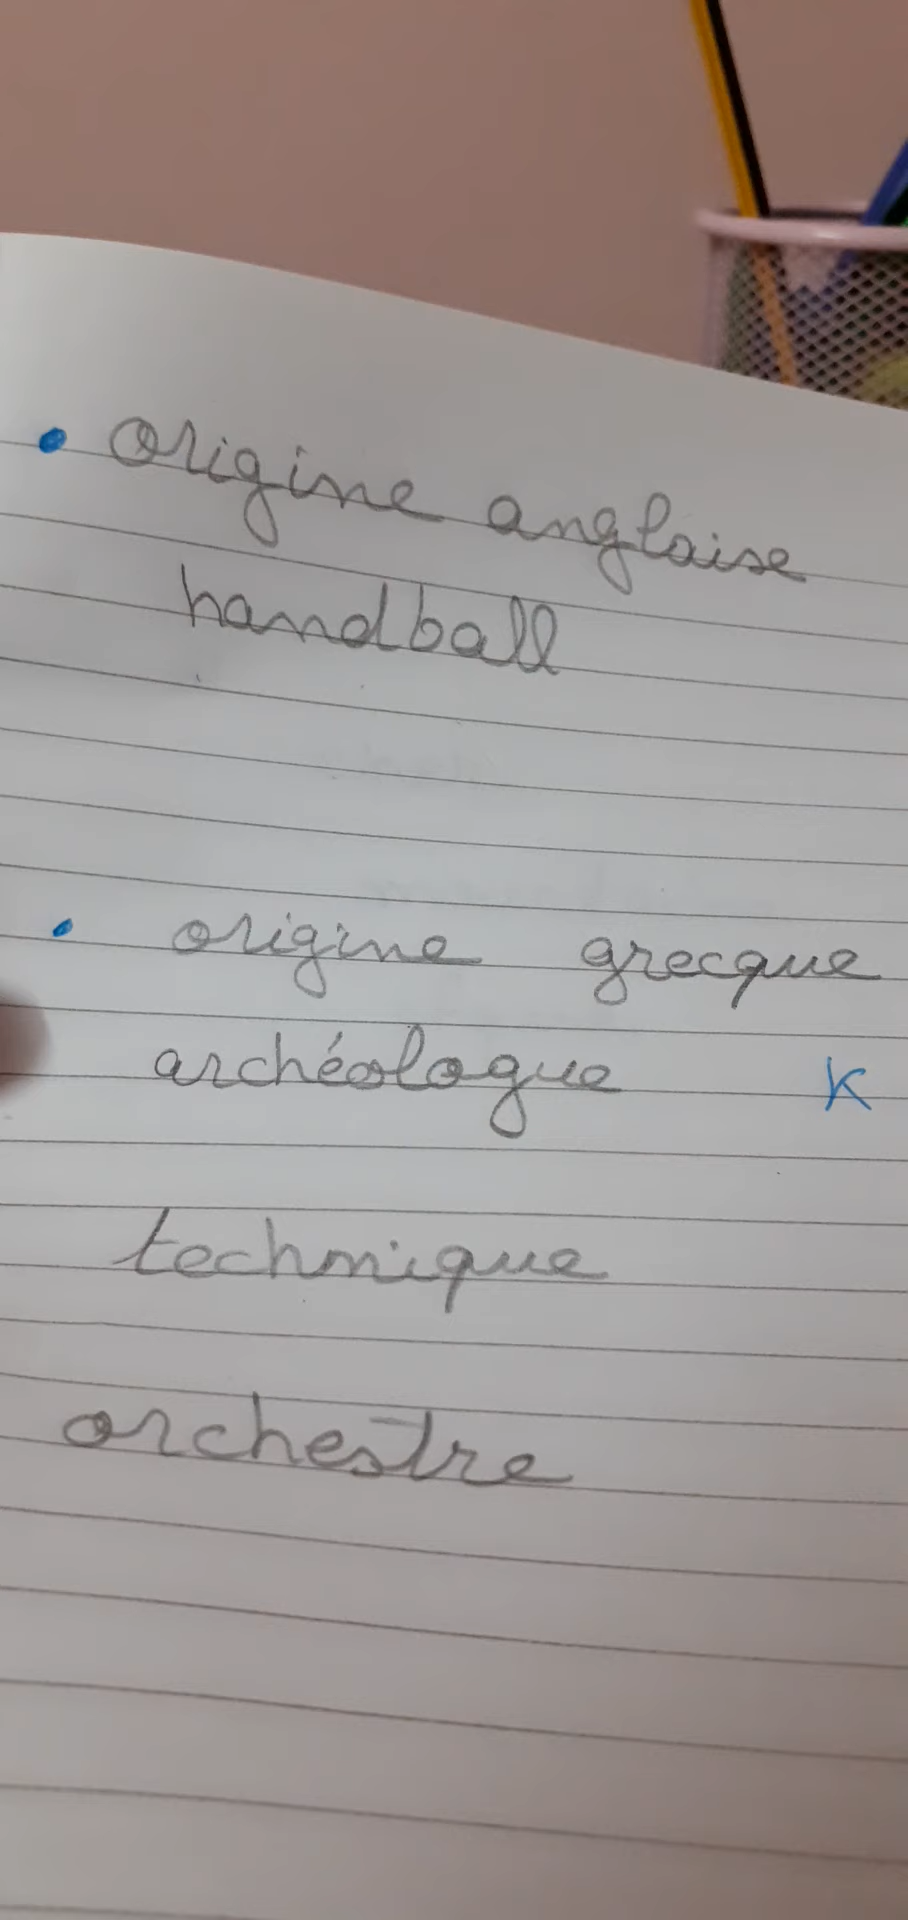 • origine anglaise
handball
• origine grecque
archéologue K
technique
orchestre